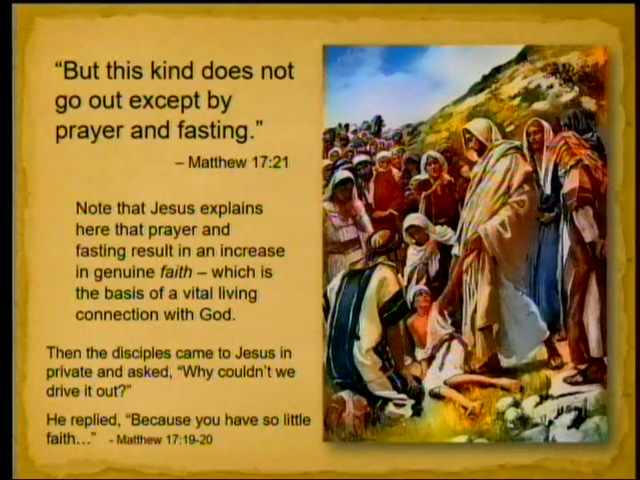 “But this kind does not
go out except by
prayer and fasting.”
– Matthew 17:21
Note that Jesus explains
here that prayer and
fasting result in an increase
in genuine faith – which is
the basis of a vital living
connection with God.
Then the disciples came to Jesus in
private and asked, “Why couldn’t we
drive it out?”
He replied, “Because you have so little
faith…” - Matthew 17:19-20